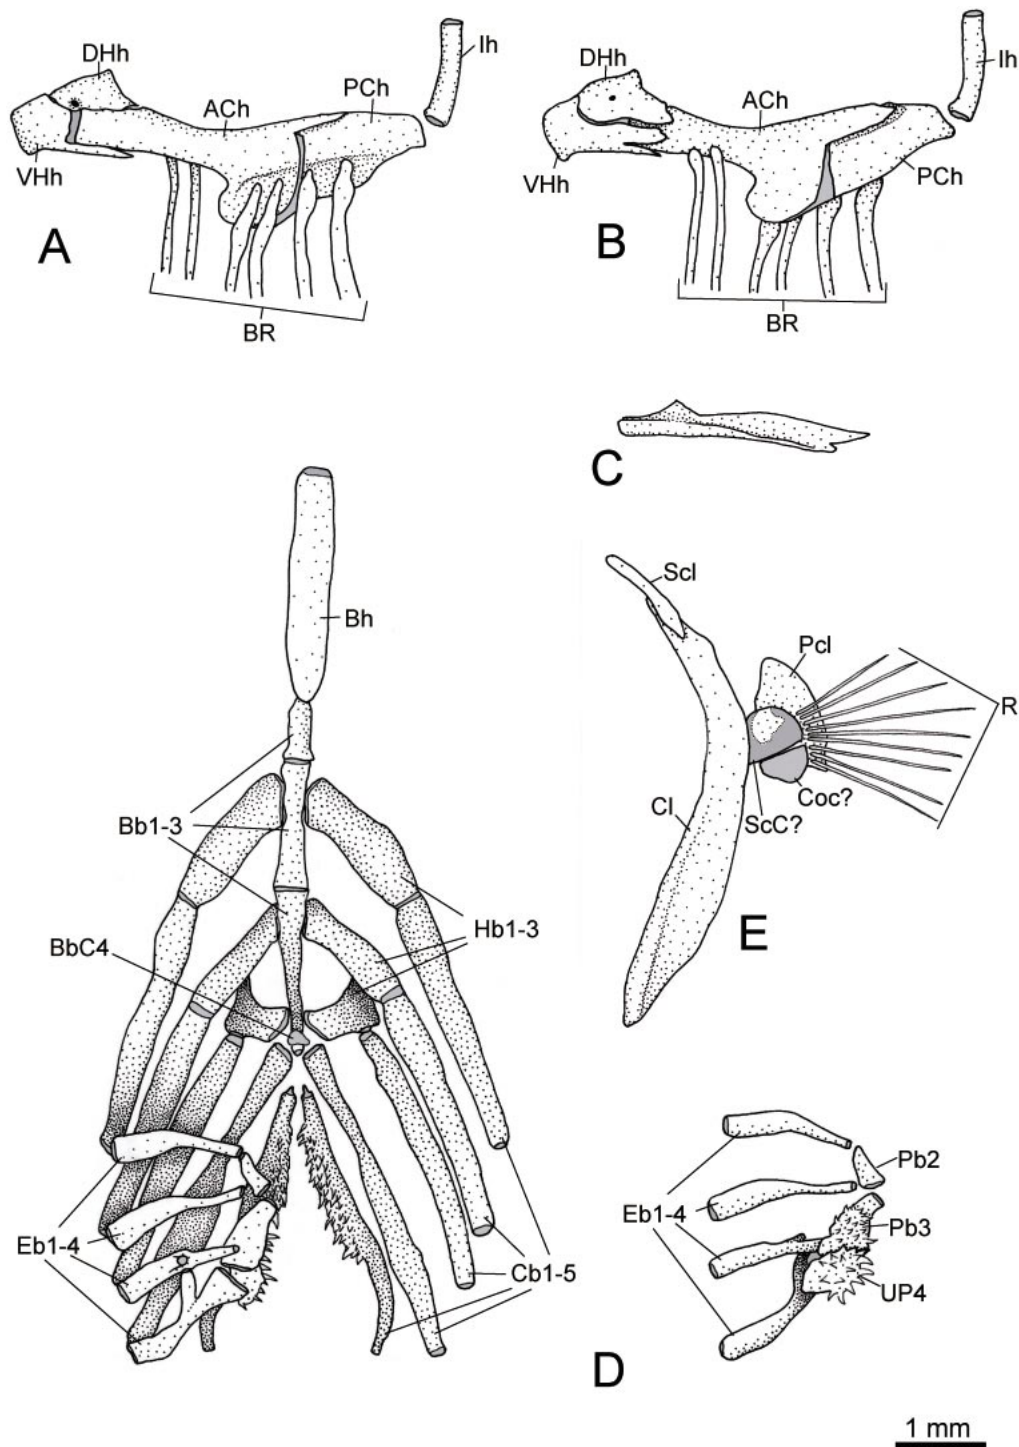 DHh
ACh
PCh
Ih
VHh
A
BR
DHh
ACh
Ih
VHh
PCh
B
BR
C
Bh
Bb1-3
BbC4
Hb1-3
Eb1-4
Cb1-5
Scl
Pcl
R
Cl
ScC?
Coc?
E
Pb2
Eb1-4
Pb3
UP4
D
1 mm